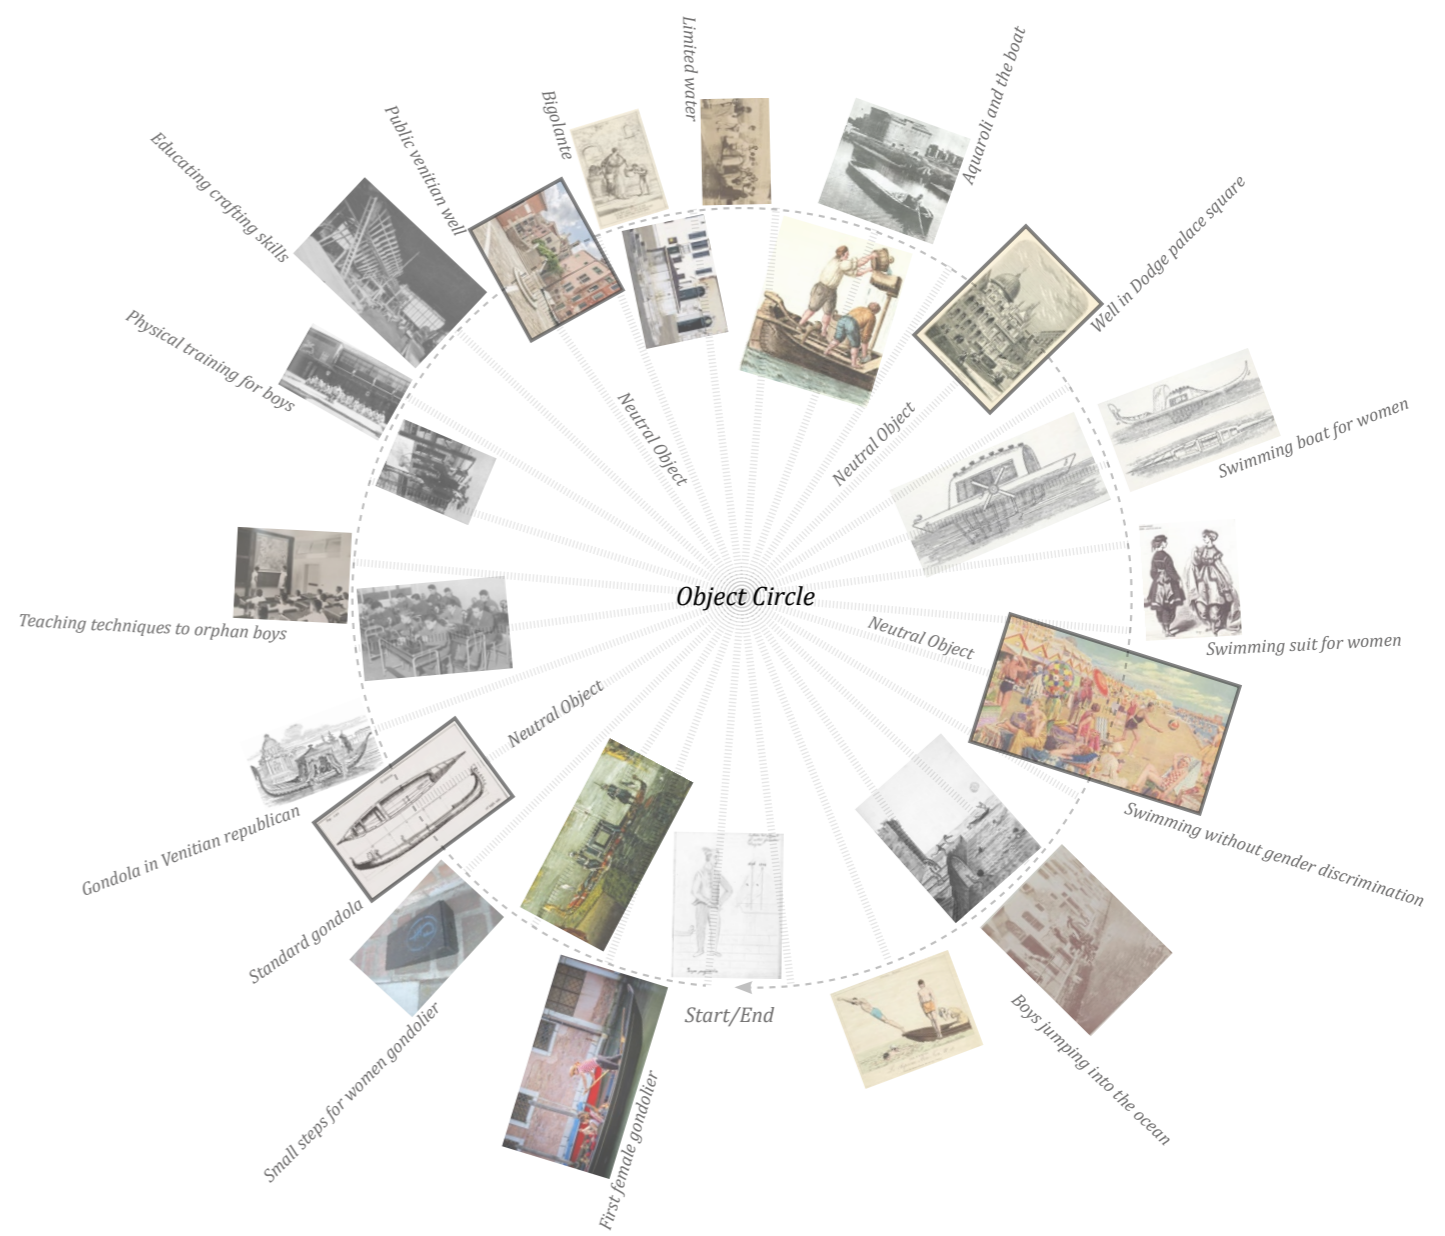 Limited water
Aquaroli and the boat
Well in Dodge palace square
Swimming boat for women
Swimming suit for women
Swimming without gender discrimination
Boys jumping into the ocean
Start/End
First female gondolier
Small steps for women gondolier
Standard gondola
Gondola in Venitian republican
Teaching techniques to orphan boys
Physical training for boys
Educating crafting skills
Public venitian well
Bigolante
Neutral Object
Neutral Object
Neutral Object
Neutral Object
Object Circle